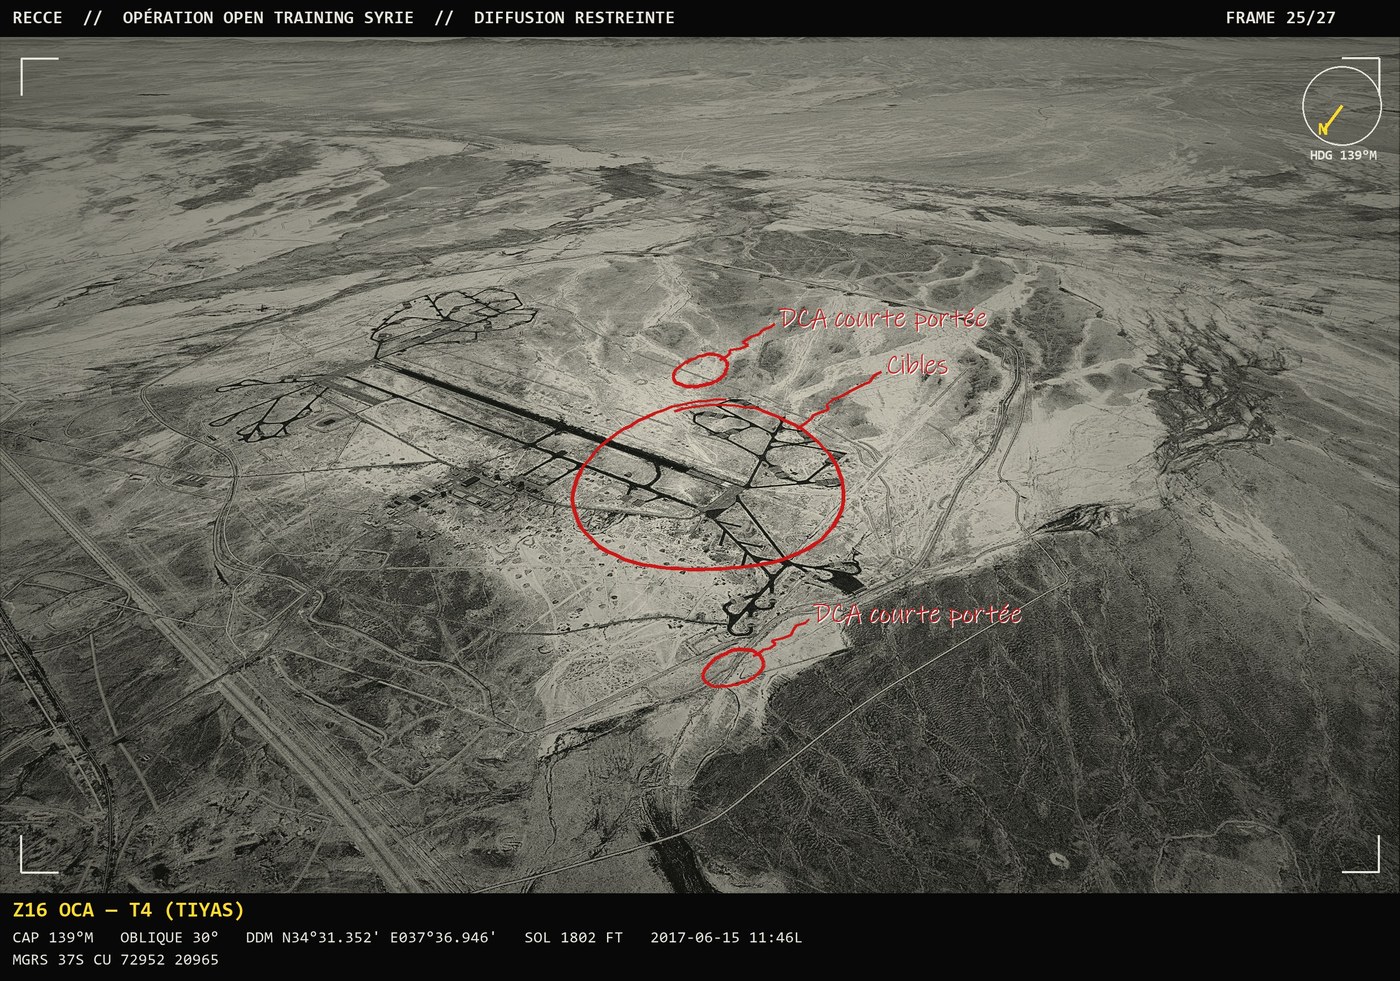 RECCE // OPÉRATION OPEN TRAINING SYRIE // DIFFUSION RESTREINTE FRAME 25/27
N
HDG 139°M
DCA courte portée
Cibles
DCA courte portée
Z16 OCA — T4 (TIYAS)
CAP 139°M OBLIQUE 30° DDM N34°31.352' E037°36.946' SOL 1802 FT 2017-06-15 11:46L
MGRS 37S CU 72952 20965